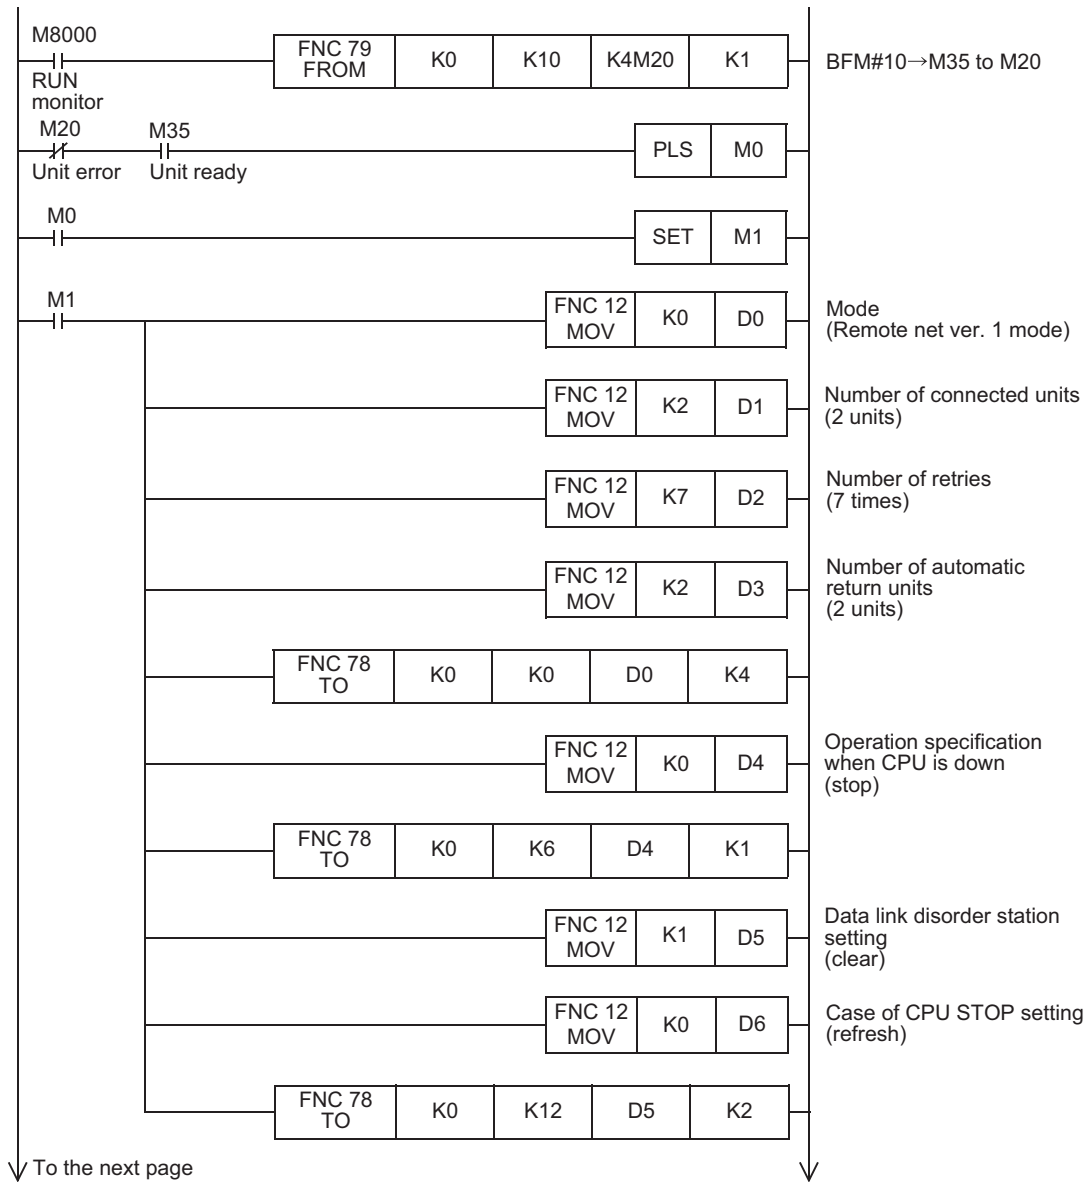 M8000
RUN
monitor
FNC 79
FROM
K0
K10
K4M20
K1
BFM#10→M35 to M20
M20
Unit error
M35
Unit ready
PLS
M0
M0
SET
M1
M1
FNC 12
MOV
K0
D0
Mode
(Remote net ver. 1 mode)
FNC 12
MOV
K2
D1
Number of connected units
(2 units)
FNC 12
MOV
K7
D2
Number of retries
(7 times)
FNC 12
MOV
K2
D3
Number of automatic
return units
(2 units)
FNC 78
TO
K0
K0
D0
K4
FNC 12
MOV
K0
D4
Operation specification
when CPU is down
(stop)
FNC 78
TO
K0
K6
D4
K1
FNC 12
MOV
K1
D5
Data link disorder station
setting
(clear)
FNC 12
MOV
K0
D6
Case of CPU STOP setting
(refresh)
FNC 78
TO
K0
K12
D5
K2
To the next page